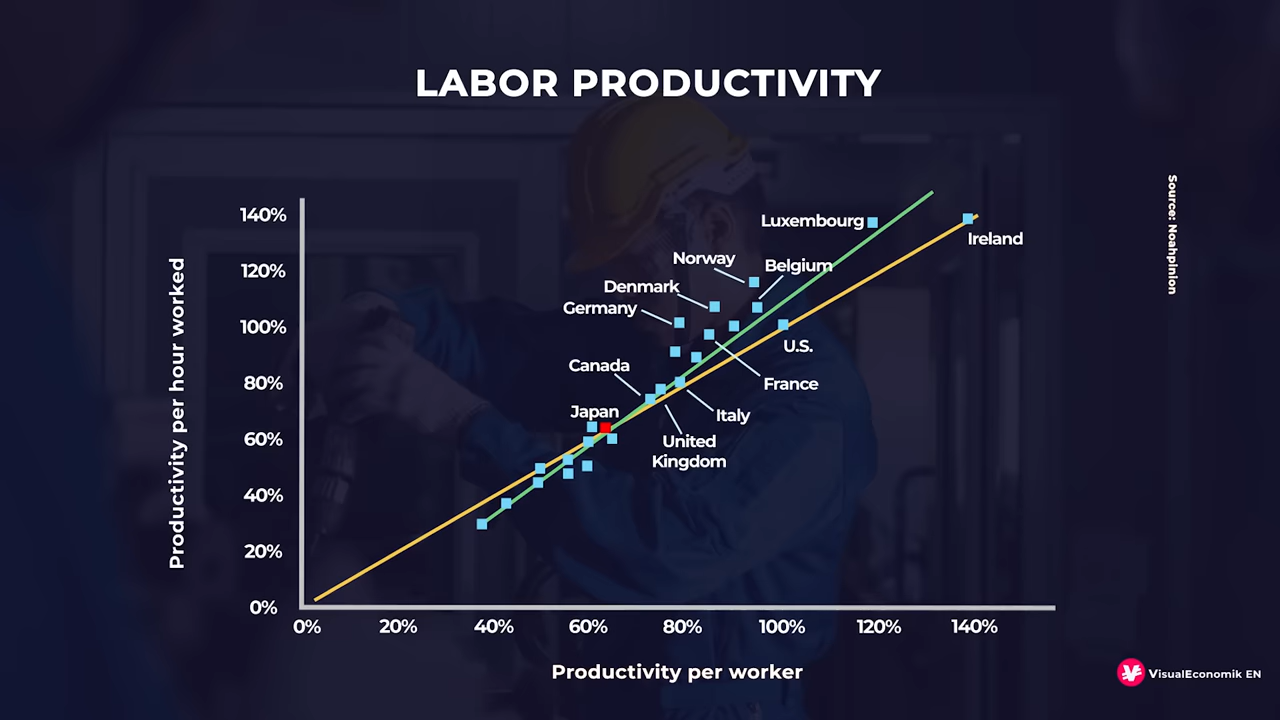 LABOR PRODUCTIVITY
Source: Noahpinion
Productivity per hour worked
140%
120%
100%
80%
60%
40%
20%
0%
Luxembourg
Ireland
Norway
Belgium
Denmark
Germany
U.S.
Canada
France
Japan
Italy
United
Kingdom
0% 20% 40% 60% 80% 100% 120% 140%
Productivity per worker
VisualEconomik EN